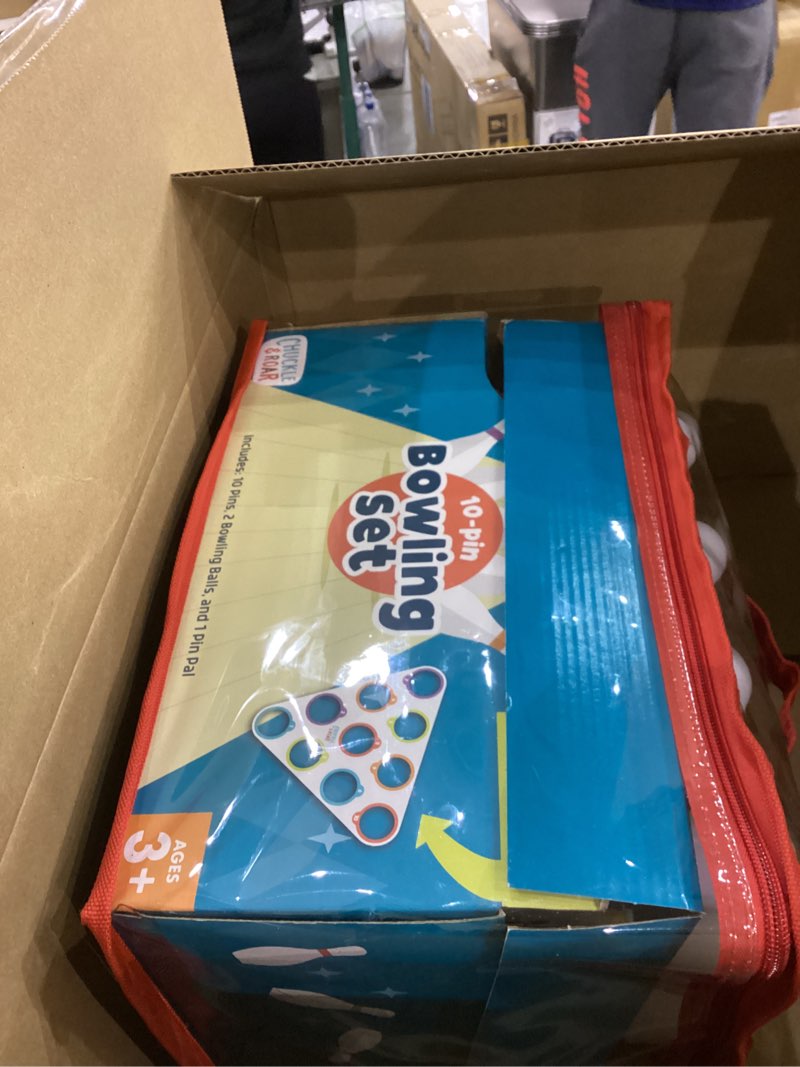 CHUCKLE
& ROAR
10-pin
Bowling
Set
Includes: 10 Pins, 2 Bowling Balls, and 1 Pin Pal
AGES
3+